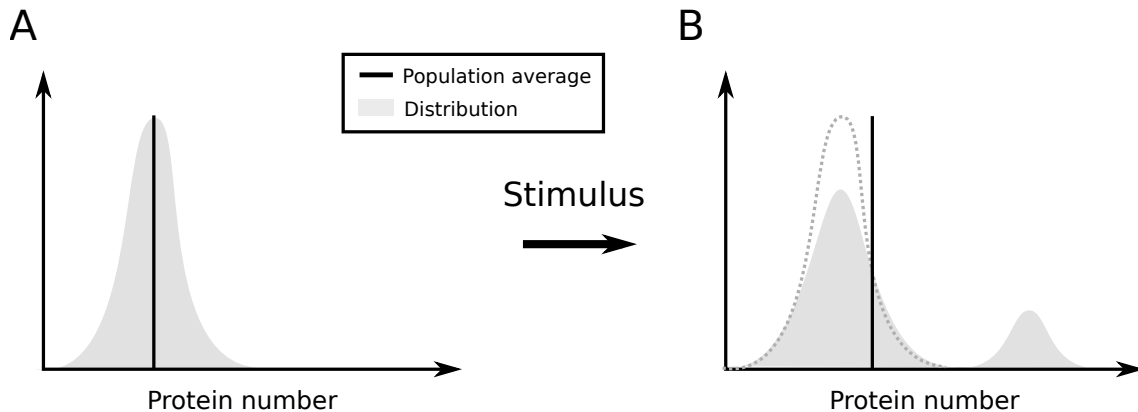 A
B
Population average
Distribution
Stimulus
Protein number
Protein number